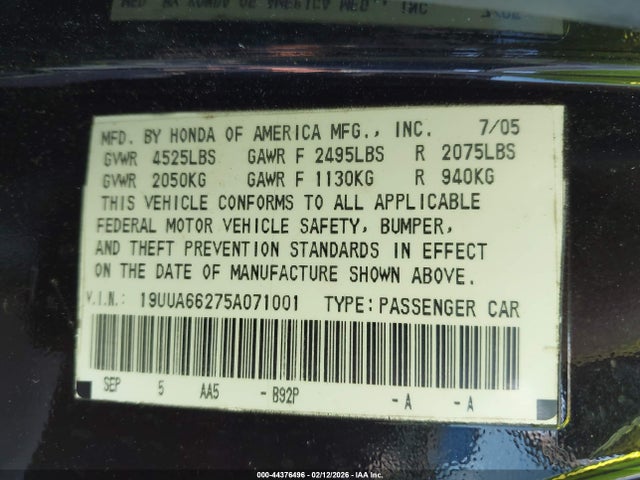 MFD. BY HONDA OF AMERICA MFG., INC. 7/05
GVWR 4525LBS GAWR F 2495LBS R 2075LBS
GVWR 2050KG GAWR F 1130KG R 940KG
THIS VEHICLE CONFORMS TO ALL APPLICABLE
FEDERAL MOTOR VEHICLE SAFETY, BUMPER,
AND THEFT PREVENTION STANDARDS IN EFFECT
ON THE DATE OF MANUFACTURE SHOWN ABOVE.
V.I.N.: 19UUA66275A071001 TYPE: PASSENGER CAR
SEP 5 AA5 - B92P - A - A
000-44376496 - 02/12/2026 - IAA Inc.